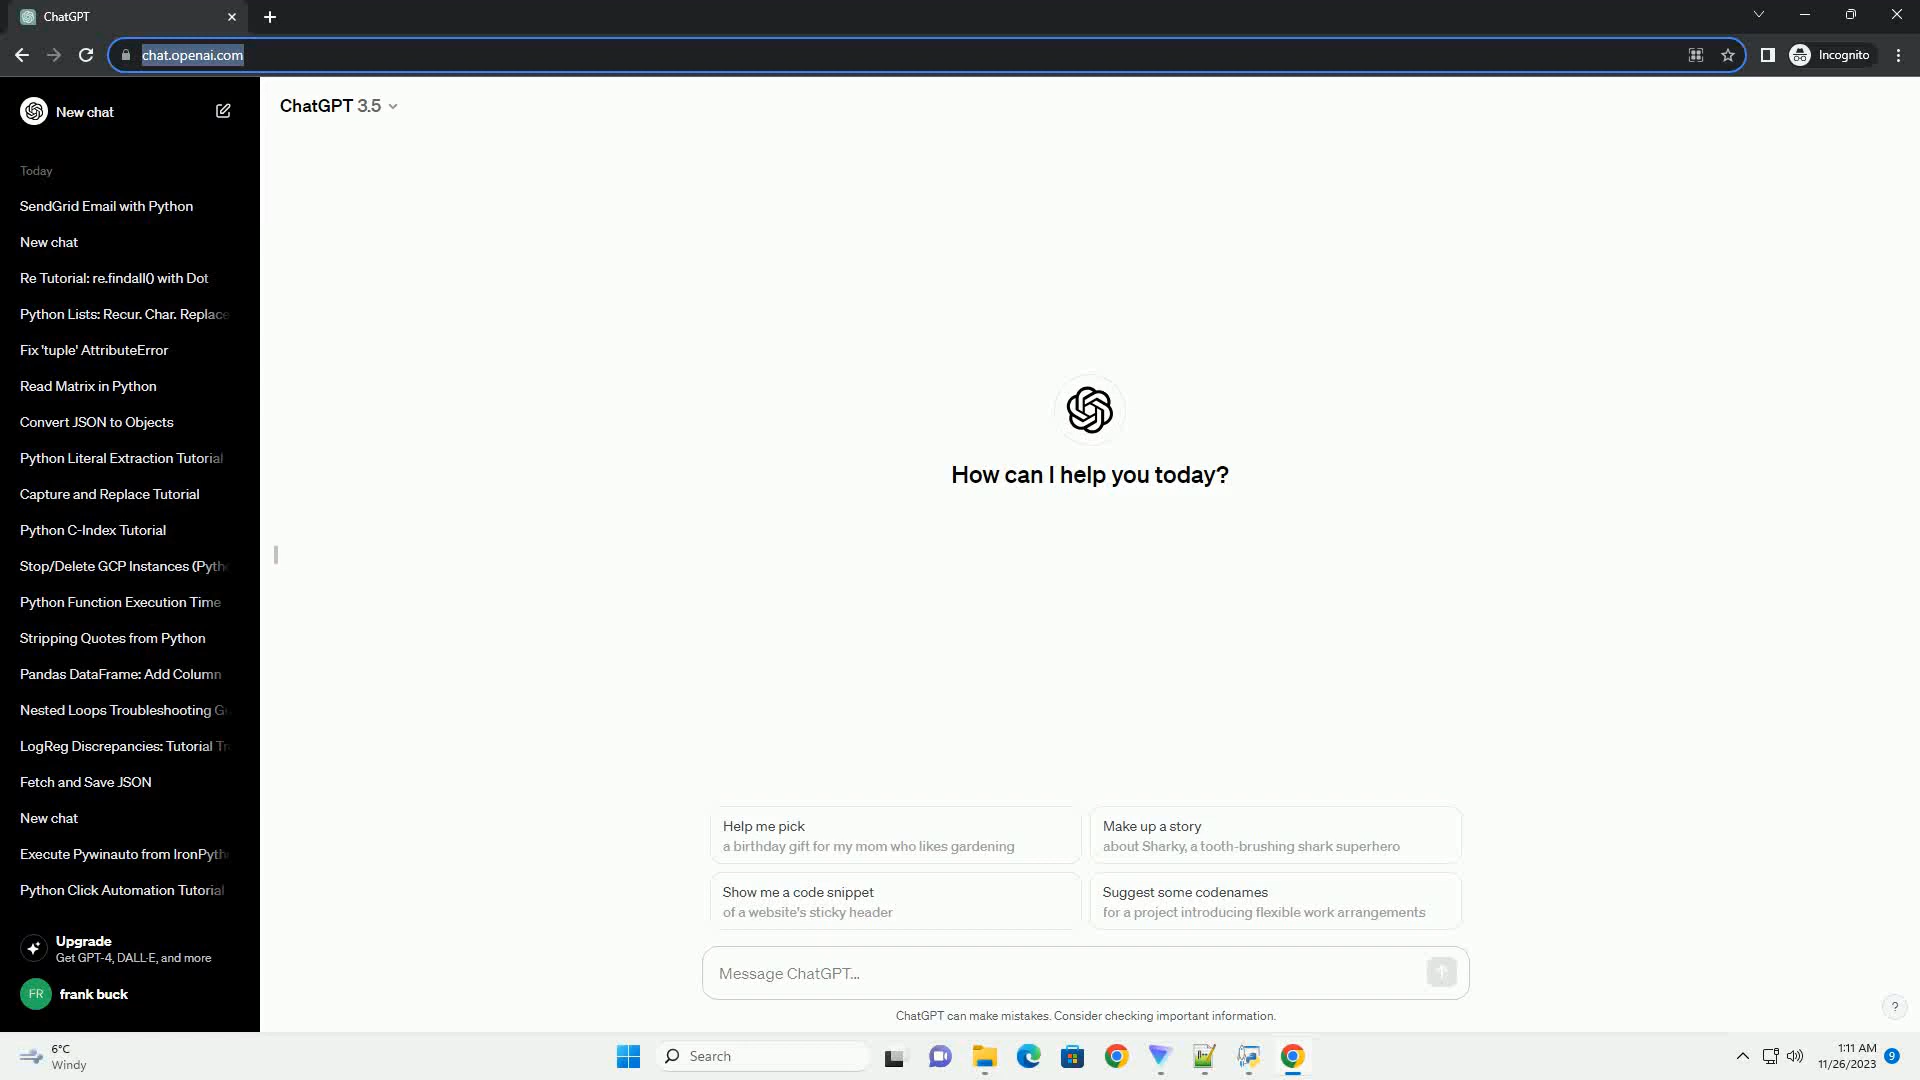 ChatGPT
chat.openai.com
Incognito
New chat
ChatGPT 3.5
Today
SendGrid Email with Python
New chat
Re Tutorial: re.findall() with Dot
Python Lists: Recur. Char. Replace
Fix 'tuple' AttributeError
Read Matrix in Python
Convert JSON to Objects
Python Literal Extraction Tutorial
Capture and Replace Tutorial
Python C-Index Tutorial
Stop/Delete GCP Instances (Pyth
Python Function Execution Time
Stripping Quotes from Python
Pandas DataFrame: Add Column
Nested Loops Troubleshooting G
LogReg Discrepancies: Tutorial Tr
Fetch and Save JSON
New chat
Execute Pywinauto from IronPyth
Python Click Automation Tutorial
Upgrade
Get GPT-4, DALL·E, and more
FR
frank buck
How can I help you today?
Help me pick
a birthday gift for my mom who likes gardening
Make up a story
about Sharky, a tooth-brushing shark superhero
Show me a code snippet
of a website's sticky header
Suggest some codenames
for a project introducing flexible work arrangements
Message ChatGPT...
ChatGPT can make mistakes. Consider checking important information.
?
6°C
Windy
Search
1:11 AM
11/26/2023
9